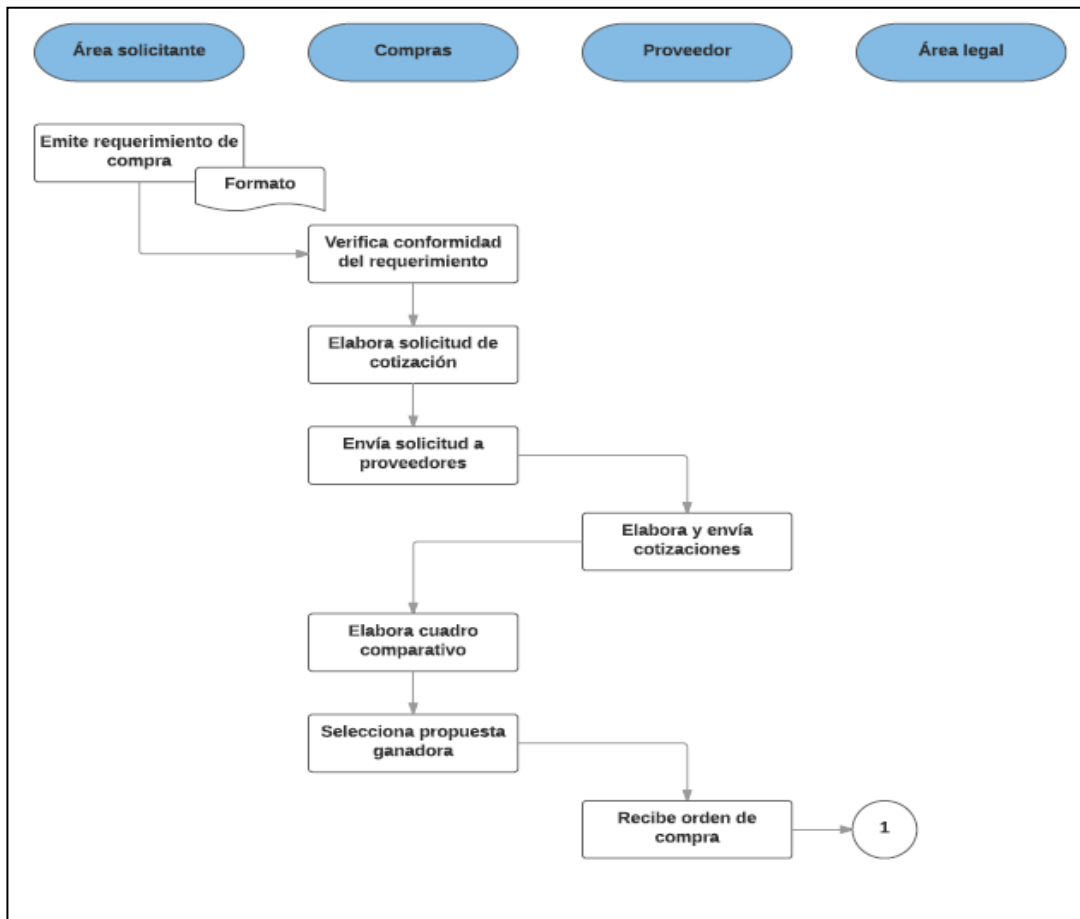 Área solicitante
Compras
Proveedor
Área legal
Emite requerimiento de
compra
Formato
Verifica conformidad
del requerimiento
Elabora solicitud de
cotización
Envía solicitud a
proveedores
Elabora y envía
cotizaciones
Elabora cuadro
comparativo
Selecciona propuesta
ganadora
Recibe orden de
compra
1